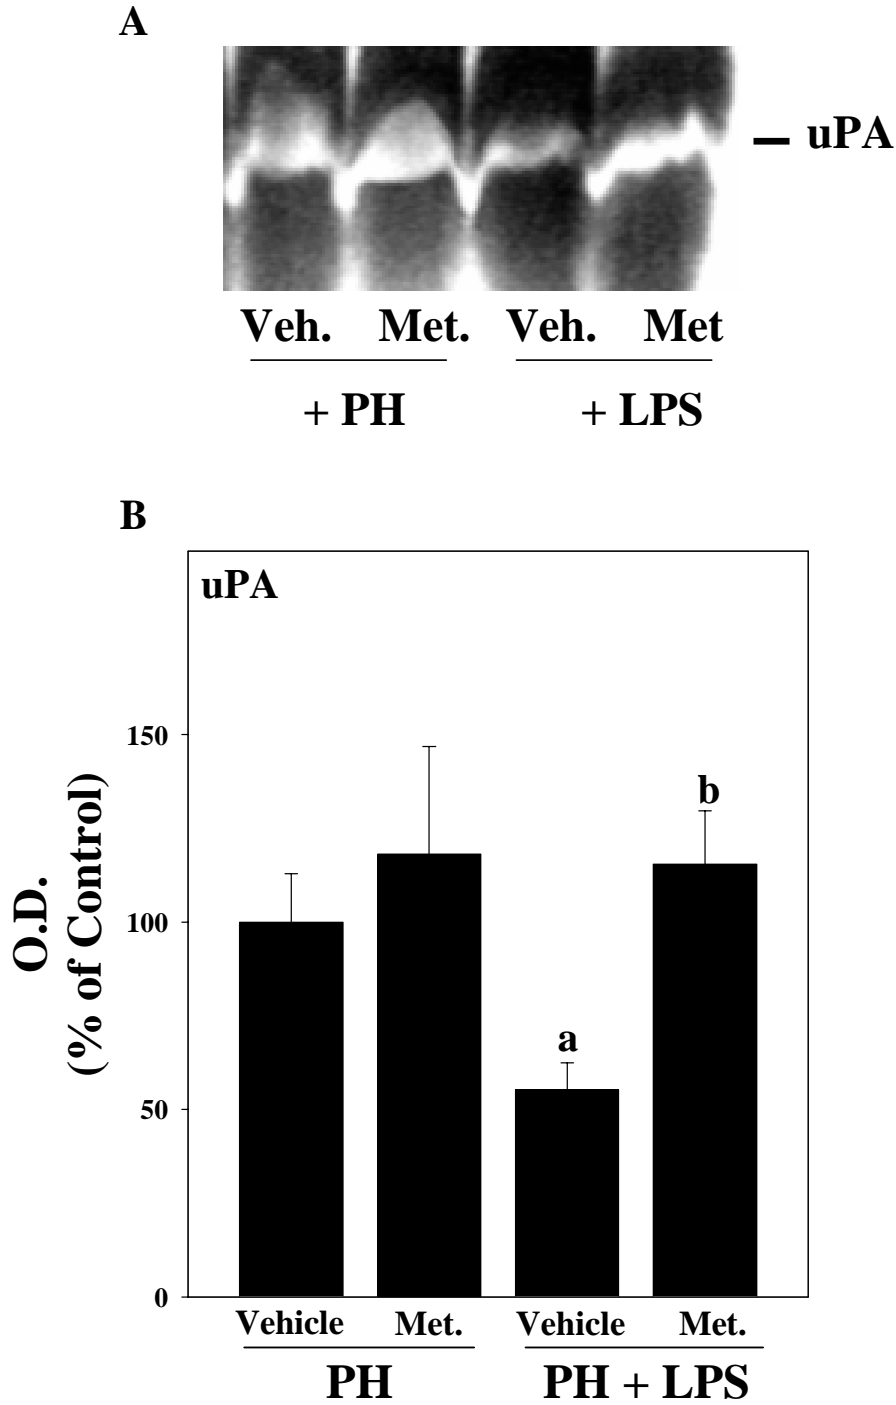 A
uPA
Veh. Met. Veh. Met
+ PH + LPS
B
uPA
150
100
50
0
O.D.
(% of Control)
a
b
Vehicle Met. Vehicle Met.
PH PH + LPS